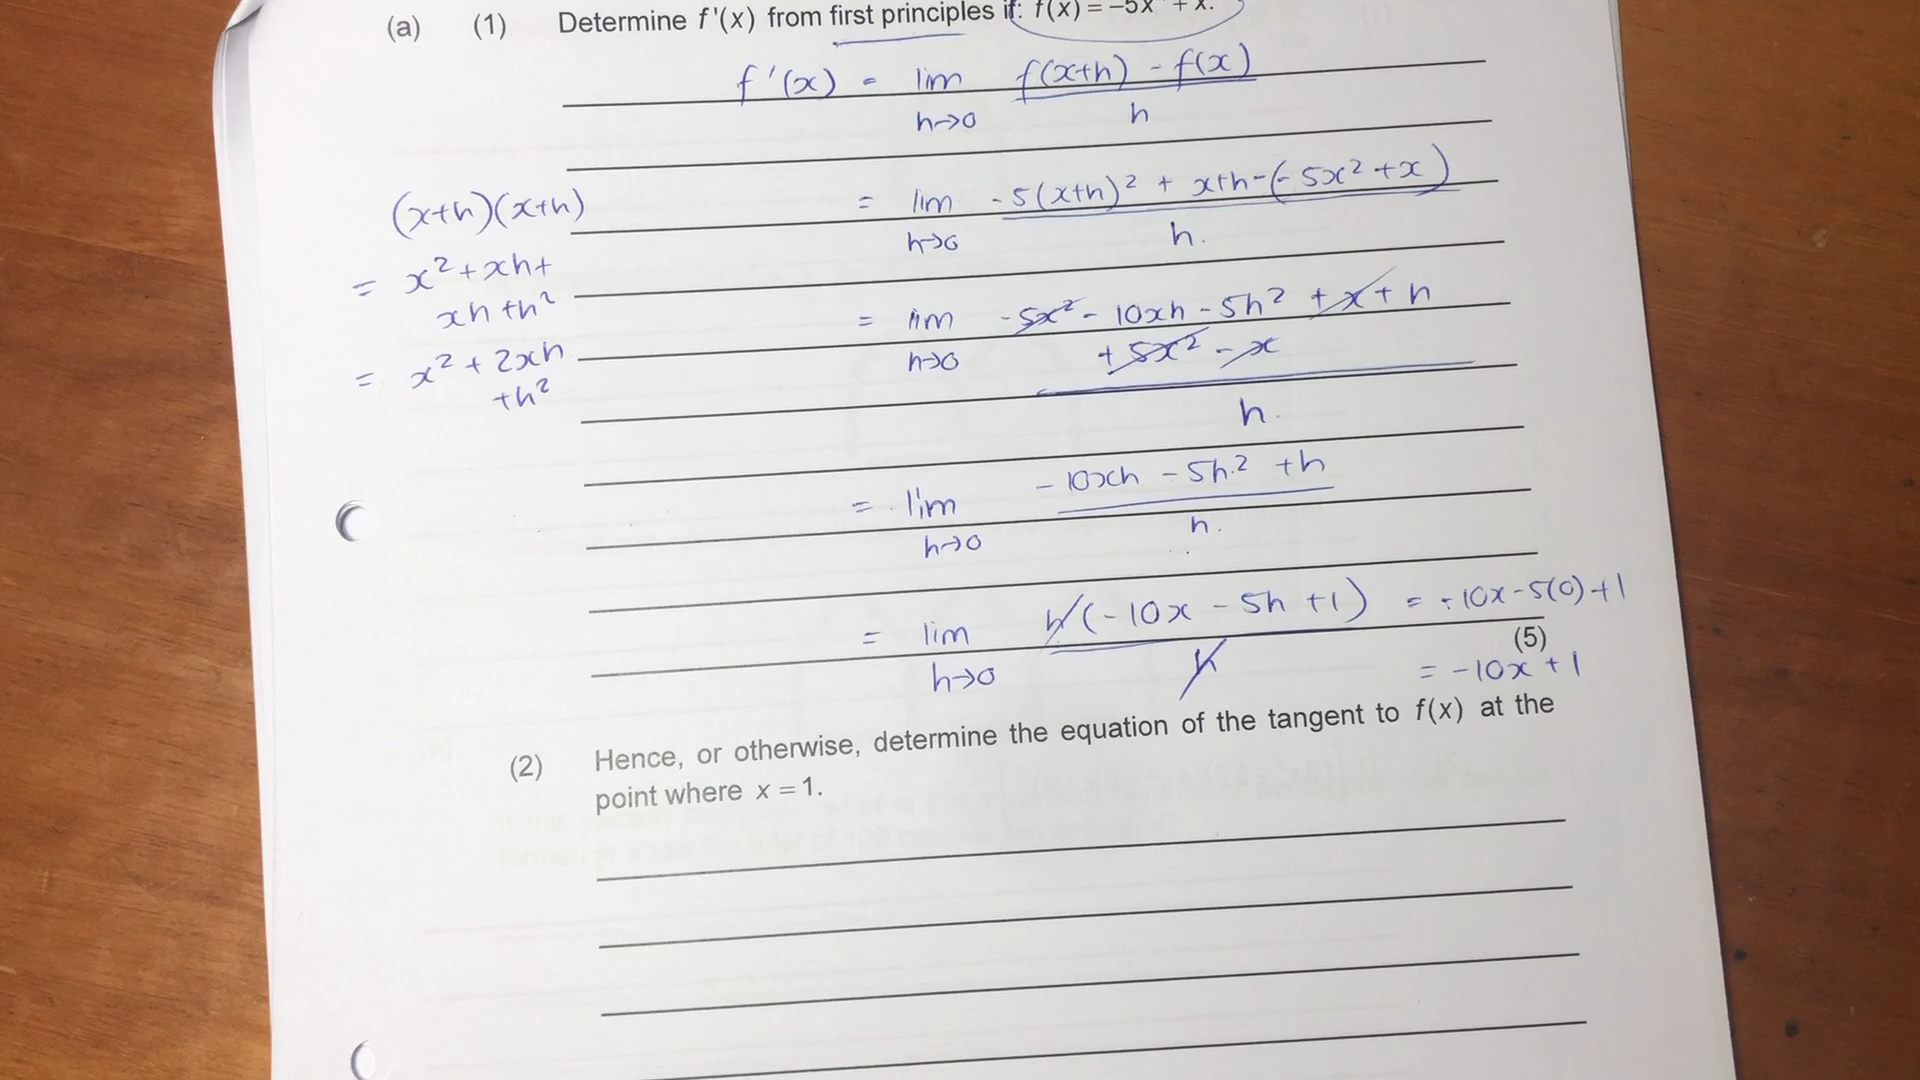 (a) (1) Determine f'(x) from first principles if: f(x) = −5x² + x.
f'(x) = lim f(x+h) - f(x)
h→0 h
(x+h)(x+h)
= x² + xh +
xh + h²
= x² + 2xh
+h²
= lim -5(x+h)² + x+h-(-5x²+x)
h→0 h.
= lim -5x² - 10xh - 5h² + x + h
h→0 + 5x² - x
h.
= lim -10xh - 5h² + h
h→0 h.
= lim h(-10x - 5h + 1) = -10x-5(0)+1
h→0 h
(5)
= -10x + 1
(2) Hence, or otherwise, determine the equation of the tangent to f(x) at the
point where x = 1.